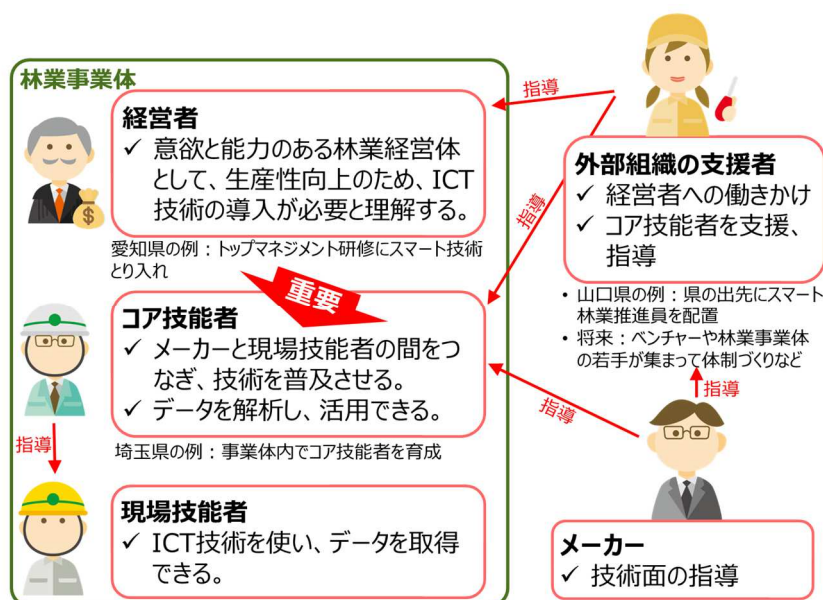 林業事業体
経営者
✓ 意欲と能力のある林業経営体
として、生産性向上のため、ICT
技術の導入が必要と理解する。
愛知県の例：トップマネジメント研修にスマート技術
とり入れ
重要
コア技能者
✓ メーカーと現場技能者の間をつ
なぎ、技術を普及させる。
✓ データを解析し、活用できる。
埼玉県の例：事業体内でコア技能者を育成
指導
現場技能者
✓ ICT技術を使い、データを取得
できる。
指導
指導
外部組織の支援者
✓ 経営者への働きかけ
✓ コア技能者を支援、
指導
• 山口県の例：県の出先にスマート
林業推進員を配置
• 将来：ベンチャーや林業事業体
の若手が集まって体制づくりなど
指導
指導
メーカー
✓ 技術面の指導
$